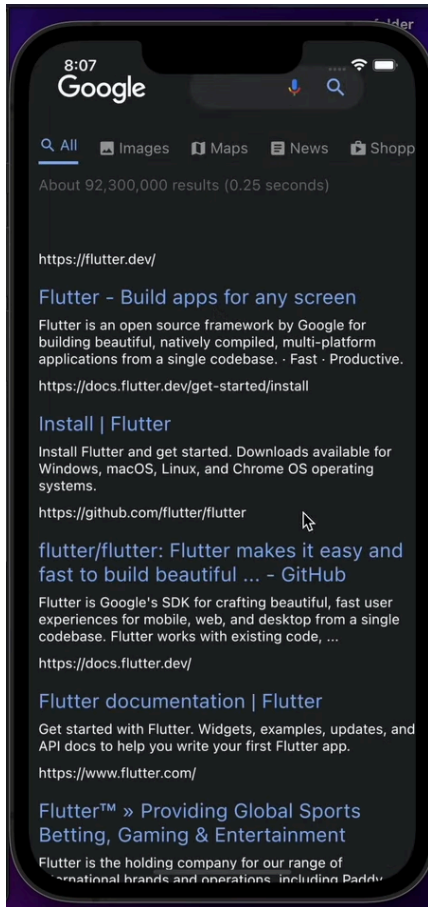 folder
8:07
Google
All Images Maps News Shopp
About 92,300,000 results (0.25 seconds)
https://flutter.dev/
Flutter - Build apps for any screen
Flutter is an open source framework by Google for
building beautiful, natively compiled, multi-platform
applications from a single codebase. · Fast · Productive.
https://docs.flutter.dev/get-started/install
Install | Flutter
Install Flutter and get started. Downloads available for
Windows, macOS, Linux, and Chrome OS operating
systems.
https://github.com/flutter/flutter
flutter/flutter: Flutter makes it easy and
fast to build beautiful ... - GitHub
Flutter is Google's SDK for crafting beautiful, fast user
experiences for mobile, web, and desktop from a single
codebase. Flutter works with existing code, ...
https://docs.flutter.dev/
Flutter documentation | Flutter
Get started with Flutter. Widgets, examples, updates, and
API docs to help you write your first Flutter app.
https://www.flutter.com/
Flutter™ » Providing Global Sports
Betting, Gaming & Entertainment
Flutter is the holding company for our range of
international brands and operations, including Paddy